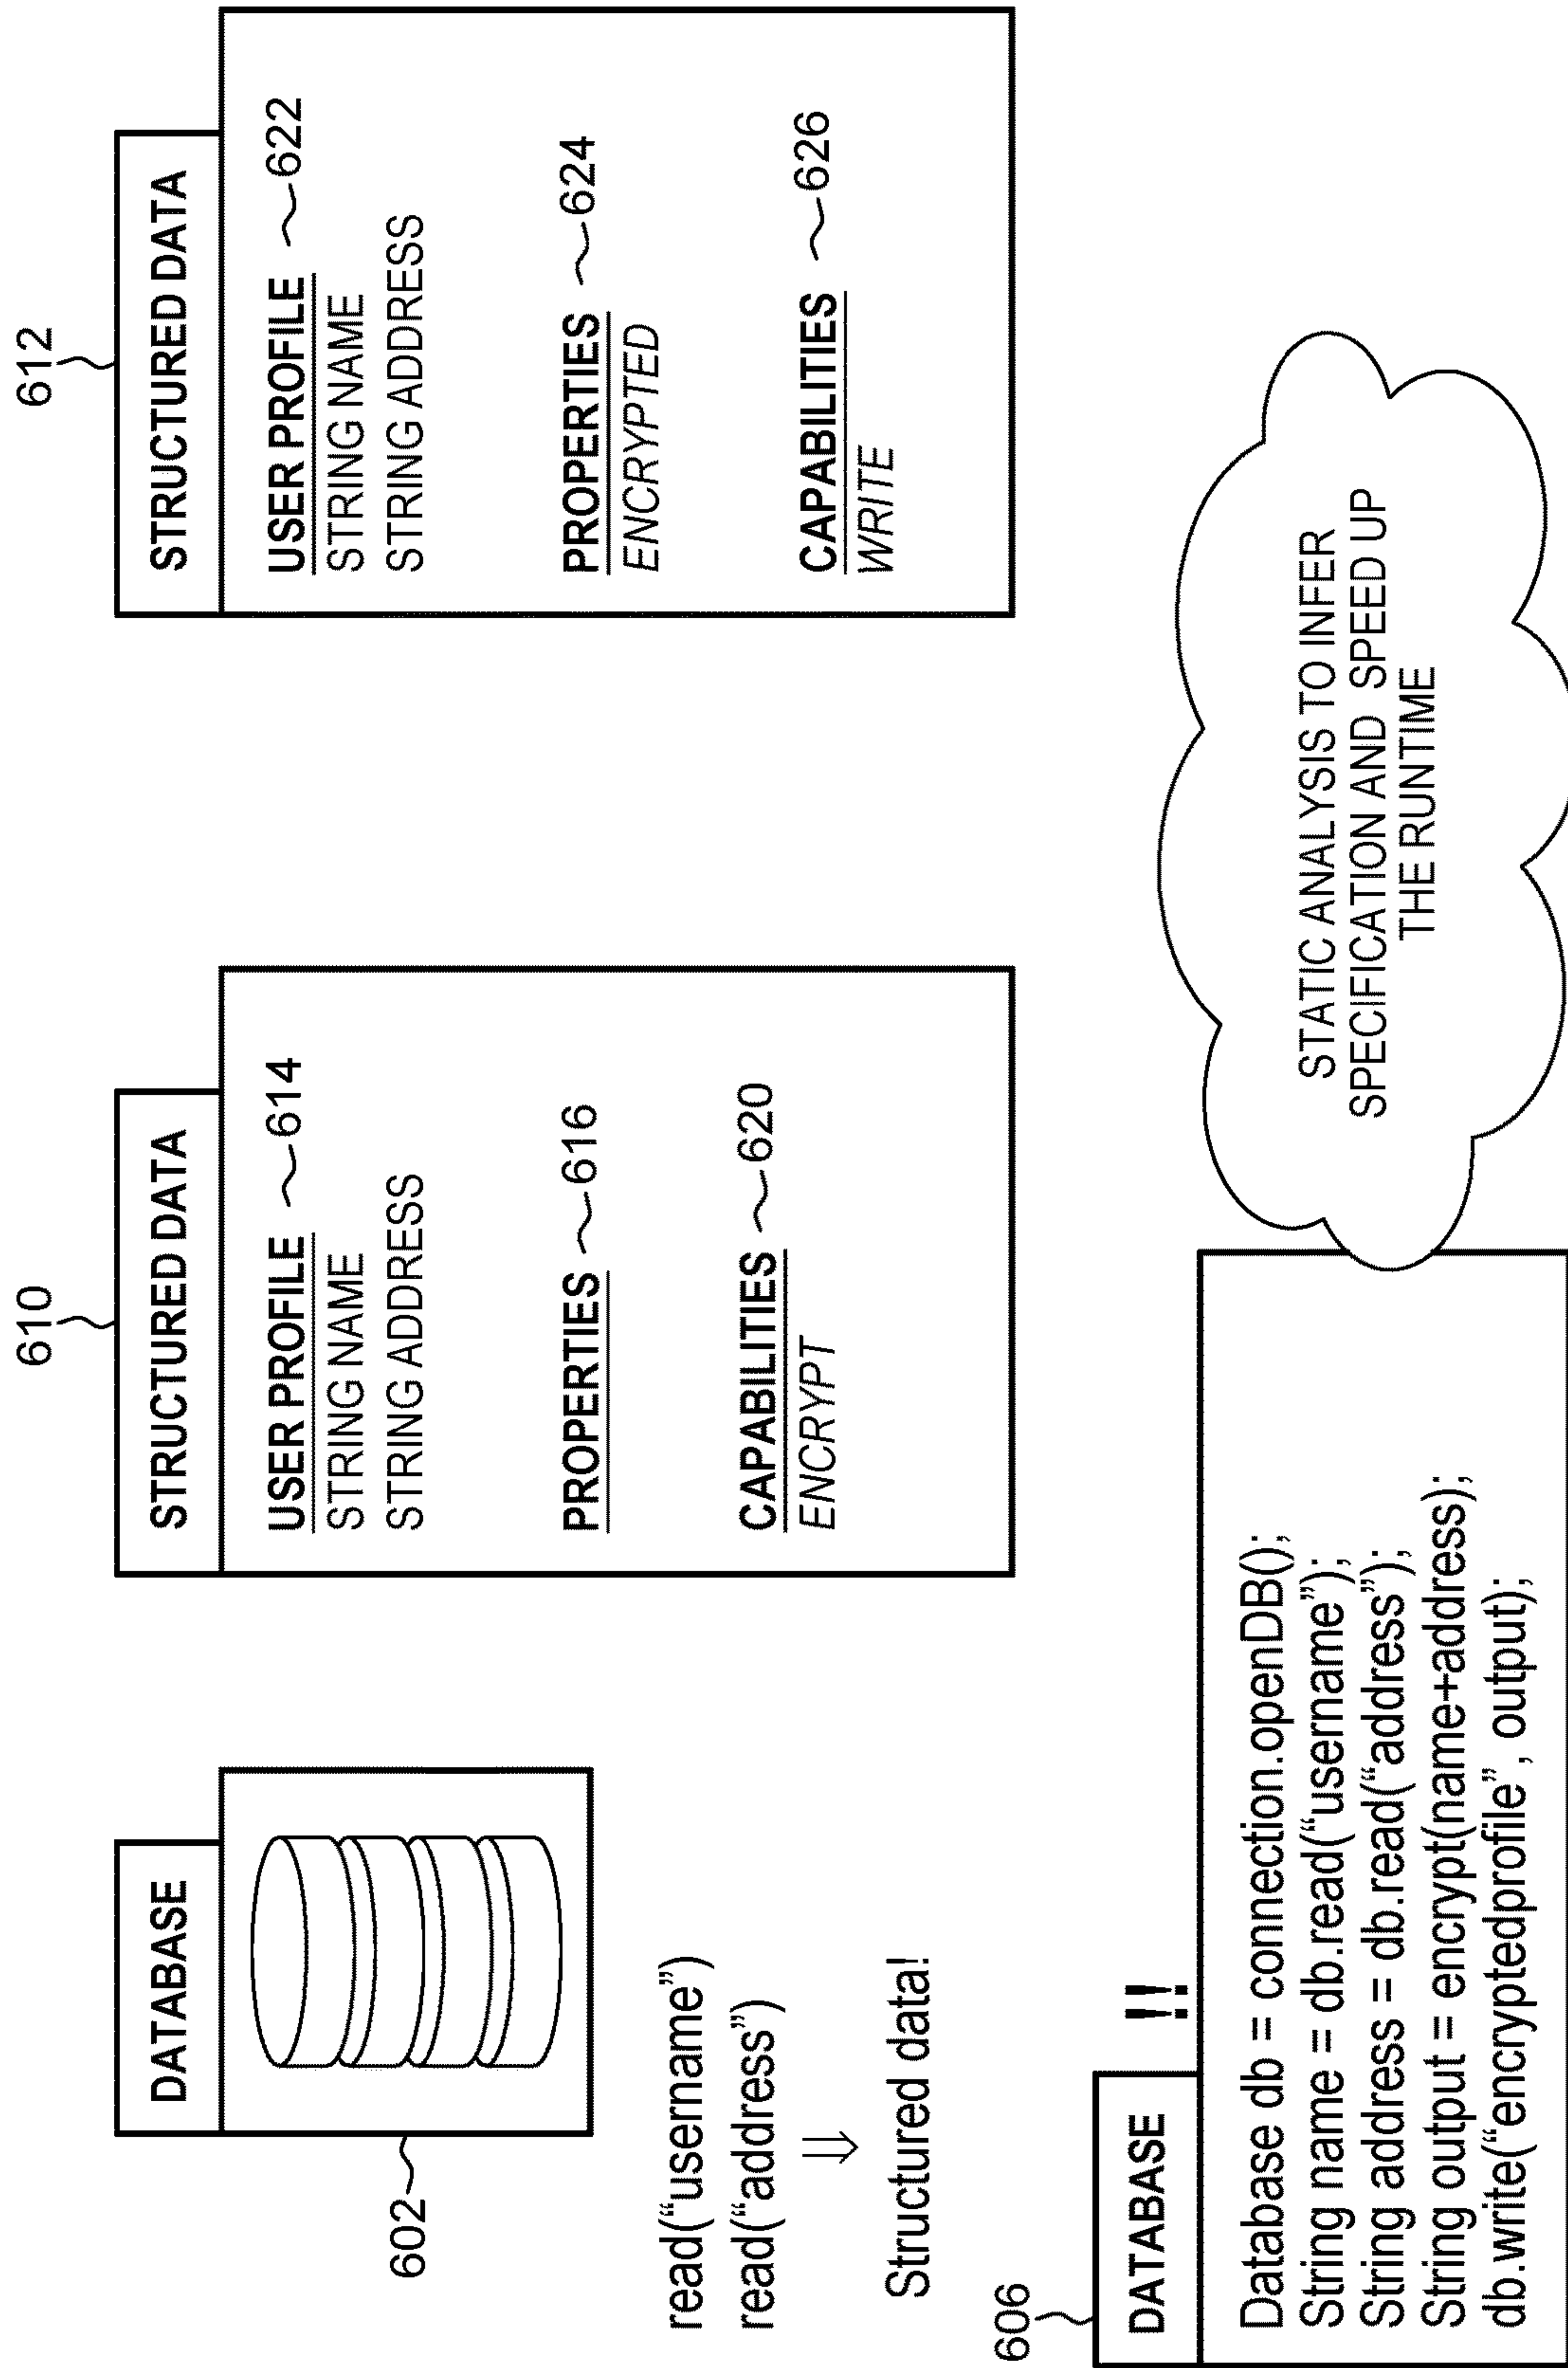 602
DATABASE
read(“username”)
read(“address”)
⇒
Structured data!
610
STRUCTURED DATA
USER PROFILE ~614
STRING NAME
STRING ADDRESS
PROPERTIES ~616
CAPABILITIES ~620
ENCRYPT
612
STRUCTURED DATA
USER PROFILE ~622
STRING NAME
STRING ADDRESS
PROPERTIES ~624
ENCRYPTED
CAPABILITIES ~626
WRITE
606
DATABASE
!!
Database db = connection.openDB();
String name = db.read(“username”);
String address = db.read(“address”);
String output = encrypt(name+address);
db.write(“encryptedprofile”, output);
STATIC ANALYSIS TO INFER
SPECIFICATION AND SPEED UP
THE RUNTIME